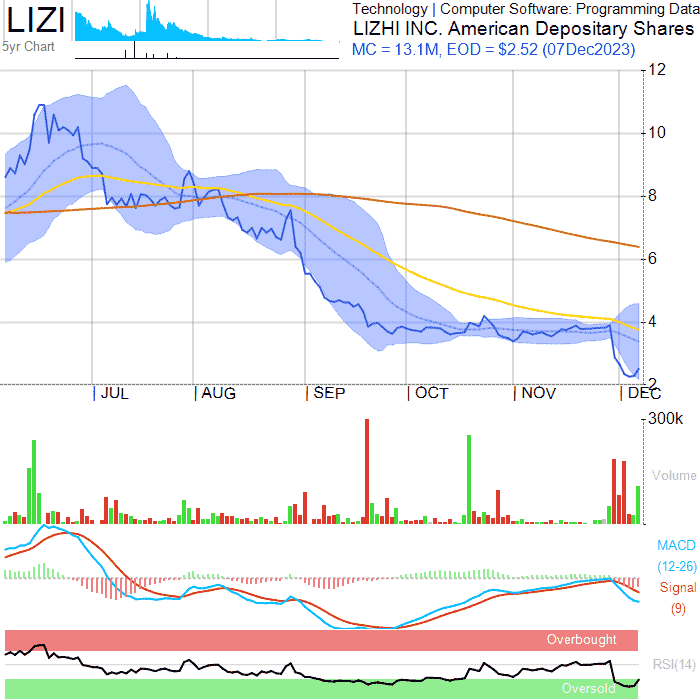 LIZI
5yr Chart
Technology | Computer Software: Programming Data
LIZHI INC. American Depositary Shares
MC = 13.1M, EOD = $2.52 (07Dec2023)
12
10
8
6
4
2
JUL AUG SEP OCT NOV DEC
300k
Volume
MACD
(12-26)
Signal
(9)
Overbought
RSI(14)
Oversold